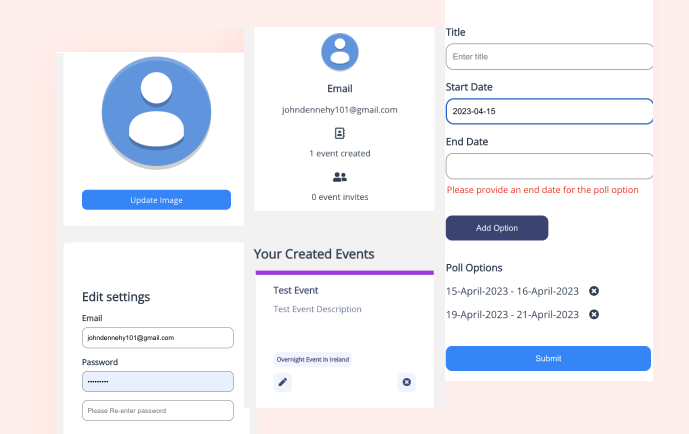 Update Image
Edit settings
Email
johndennehy101@gmail.com
Password
••••••••
Please Re-enter password
Email
johndennehy101@gmail.com
1 event created
0 event invites
Your Created Events
Test Event
Test Event Description
Overnight Event In Ireland
Title
Enter title
Start Date
2023-04-15
End Date
Please provide an end date for the poll option
Add Option
Poll Options
15-April-2023 - 16-April-2023
19-April-2023 - 21-April-2023
Submit